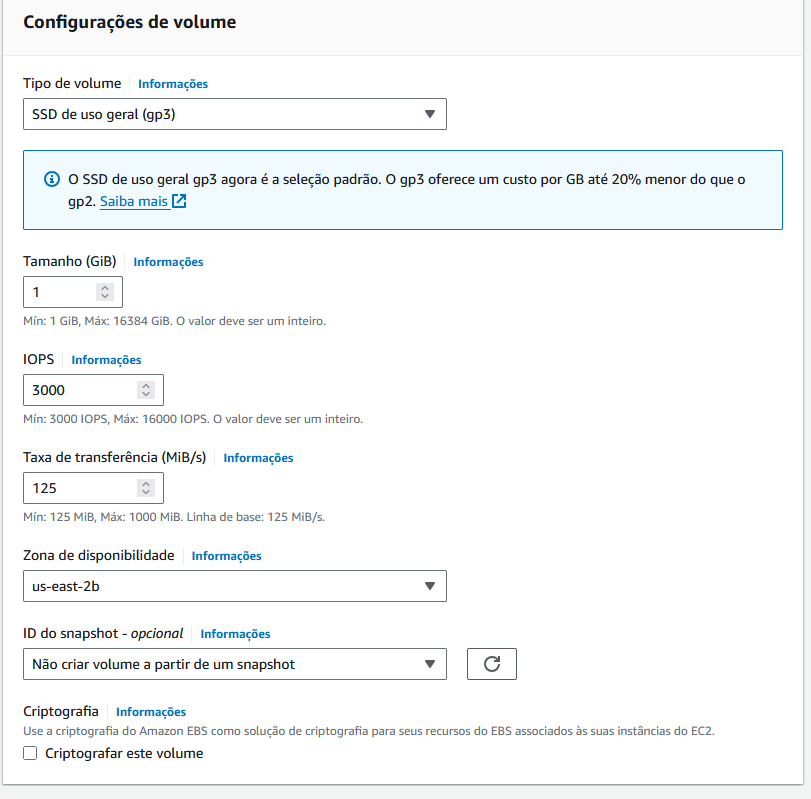 Configurações de volume
Tipo de volume Informações
SSD de uso geral (gp3)
O SSD de uso geral gp3 agora é a seleção padrão. O gp3 oferece um custo por GB até 20% menor do que o
gp2. Saiba mais
Tamanho (GiB) Informações
1
Mín: 1 GiB, Máx: 16384 GiB. O valor deve ser um inteiro.
IOPS Informações
3000
Mín: 3000 IOPS, Máx: 16000 IOPS. O valor deve ser um inteiro.
Taxa de transferência (MiB/s) Informações
125
Mín: 125 MiB, Máx: 1000 MiB. Linha de base: 125 MiB/s.
Zona de disponibilidade Informações
us-east-2b
ID do snapshot - opcional Informações
Não criar volume a partir de um snapshot
Criptografia Informações
Use a criptografia do Amazon EBS como solução de criptografia para seus recursos do EBS associados às suas instâncias do EC2.
Criptografar este volume